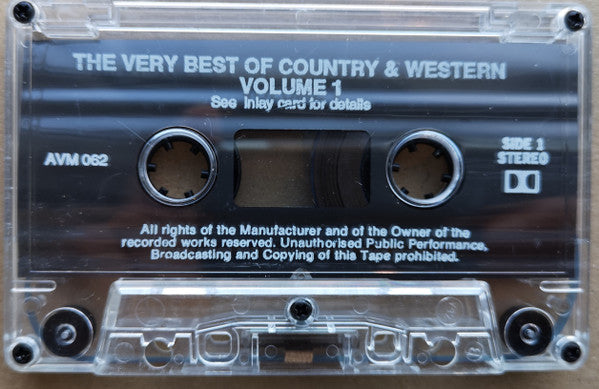 THE VERY BEST OF COUNTRY & WESTERN
VOLUME 1
See Inlay card for details
AVM 062
SIDE 1
STEREO
All rights of the Manufacturer and of the Owner of the
recorded works reserved. Unauthorised Public Performance,
Broadcasting and Copying of this Tape prohibited.